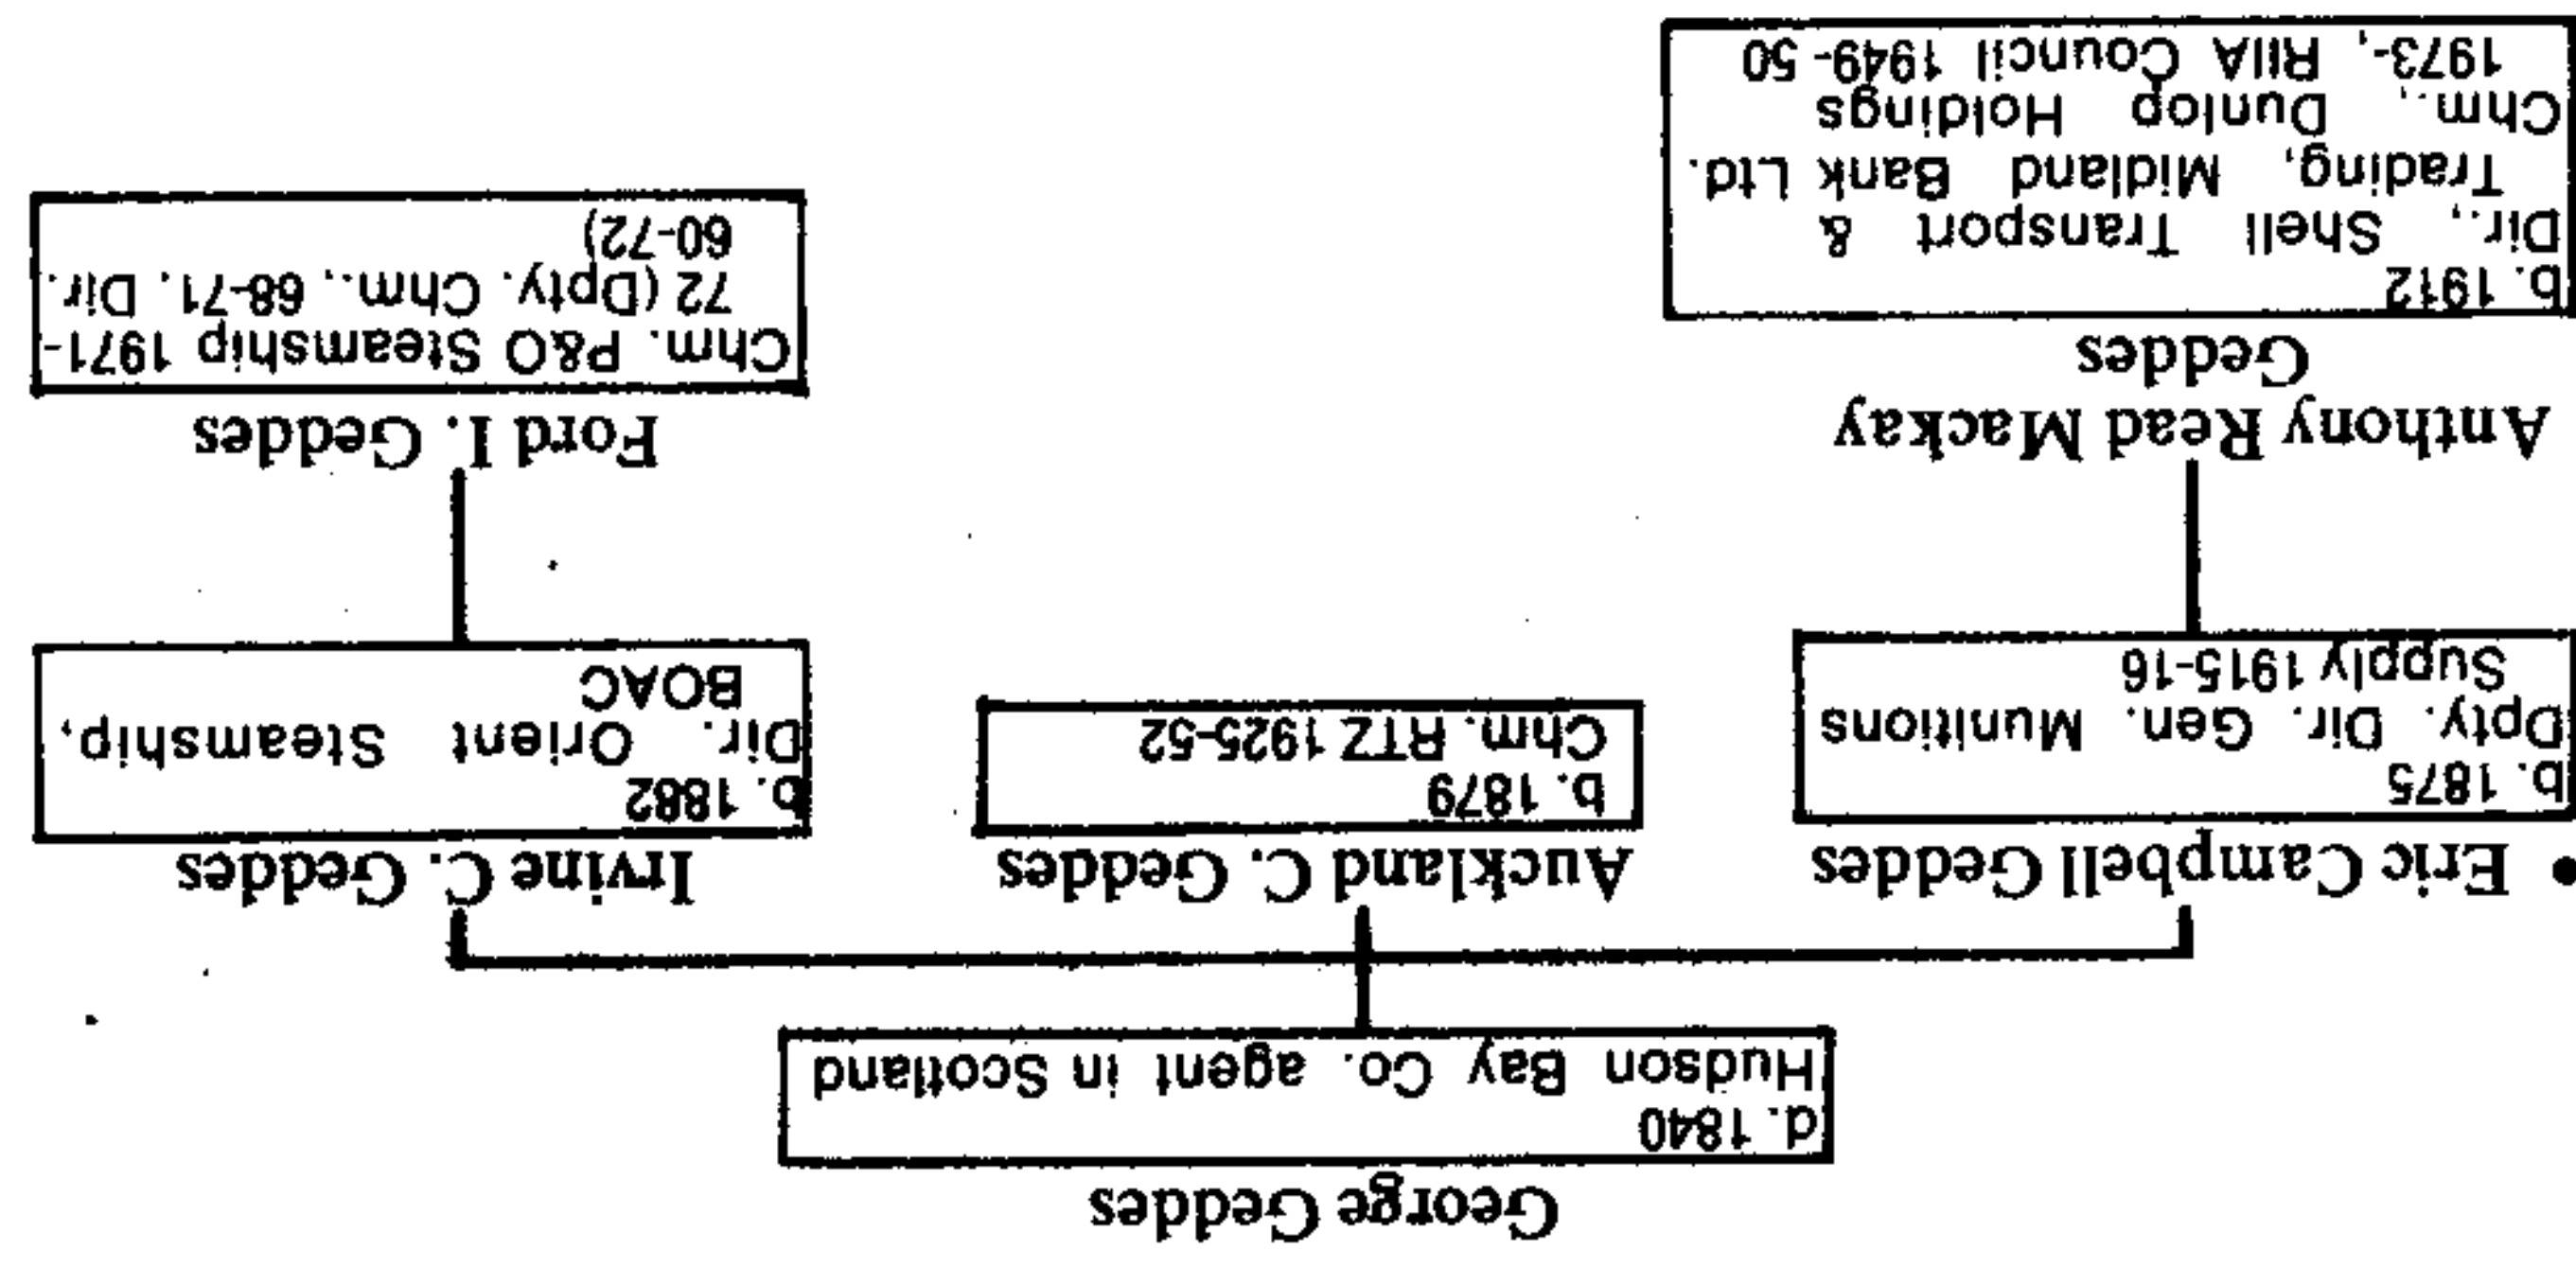 George Geddes
d. 1840
Hudson Bay Co. agent in Scotland
• Eric Campbell Geddes
b. 1875
Dpty. Dir. Gen. Munitions
Supply 1915-16
Auckland C. Geddes
b. 1879
Chm. RTZ 1925-52
Irvine C. Geddes
b. 1882
Dir. Orient Steamship,
BOAC
Anthony Read Mackay
Geddes
b. 1912
Dir., Shell Transport &
Trading, Midland Bank Ltd.
Chm., Dunlop Holdings
1973-, RIIA Council 1949-50
Ford I. Geddes
Chm. P&O Steamship 1971-
72 (Dpty. Chm., 68-71. Dir.
60-72)